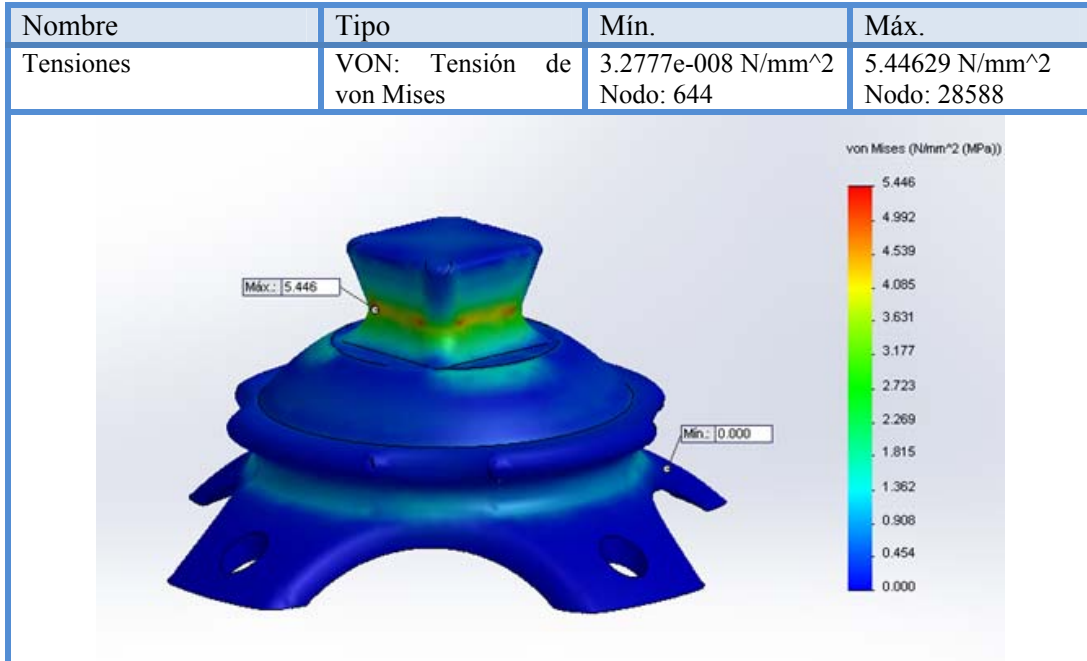 Nombre Tipo Mín. Máx.
Tensiones VON: Tensión de 3.2777e-008 N/mm^2 5.44629 N/mm^2
von Mises Nodo: 644 Nodo: 28588
von Mises (N/mm^2 (MPa))
5.446
4.992
4.539
4.085
3.631
3.177
2.723
2.269
1.815
1.362
0.908
0.454
0.000
Máx.: 5.446
Mín.: 0.000